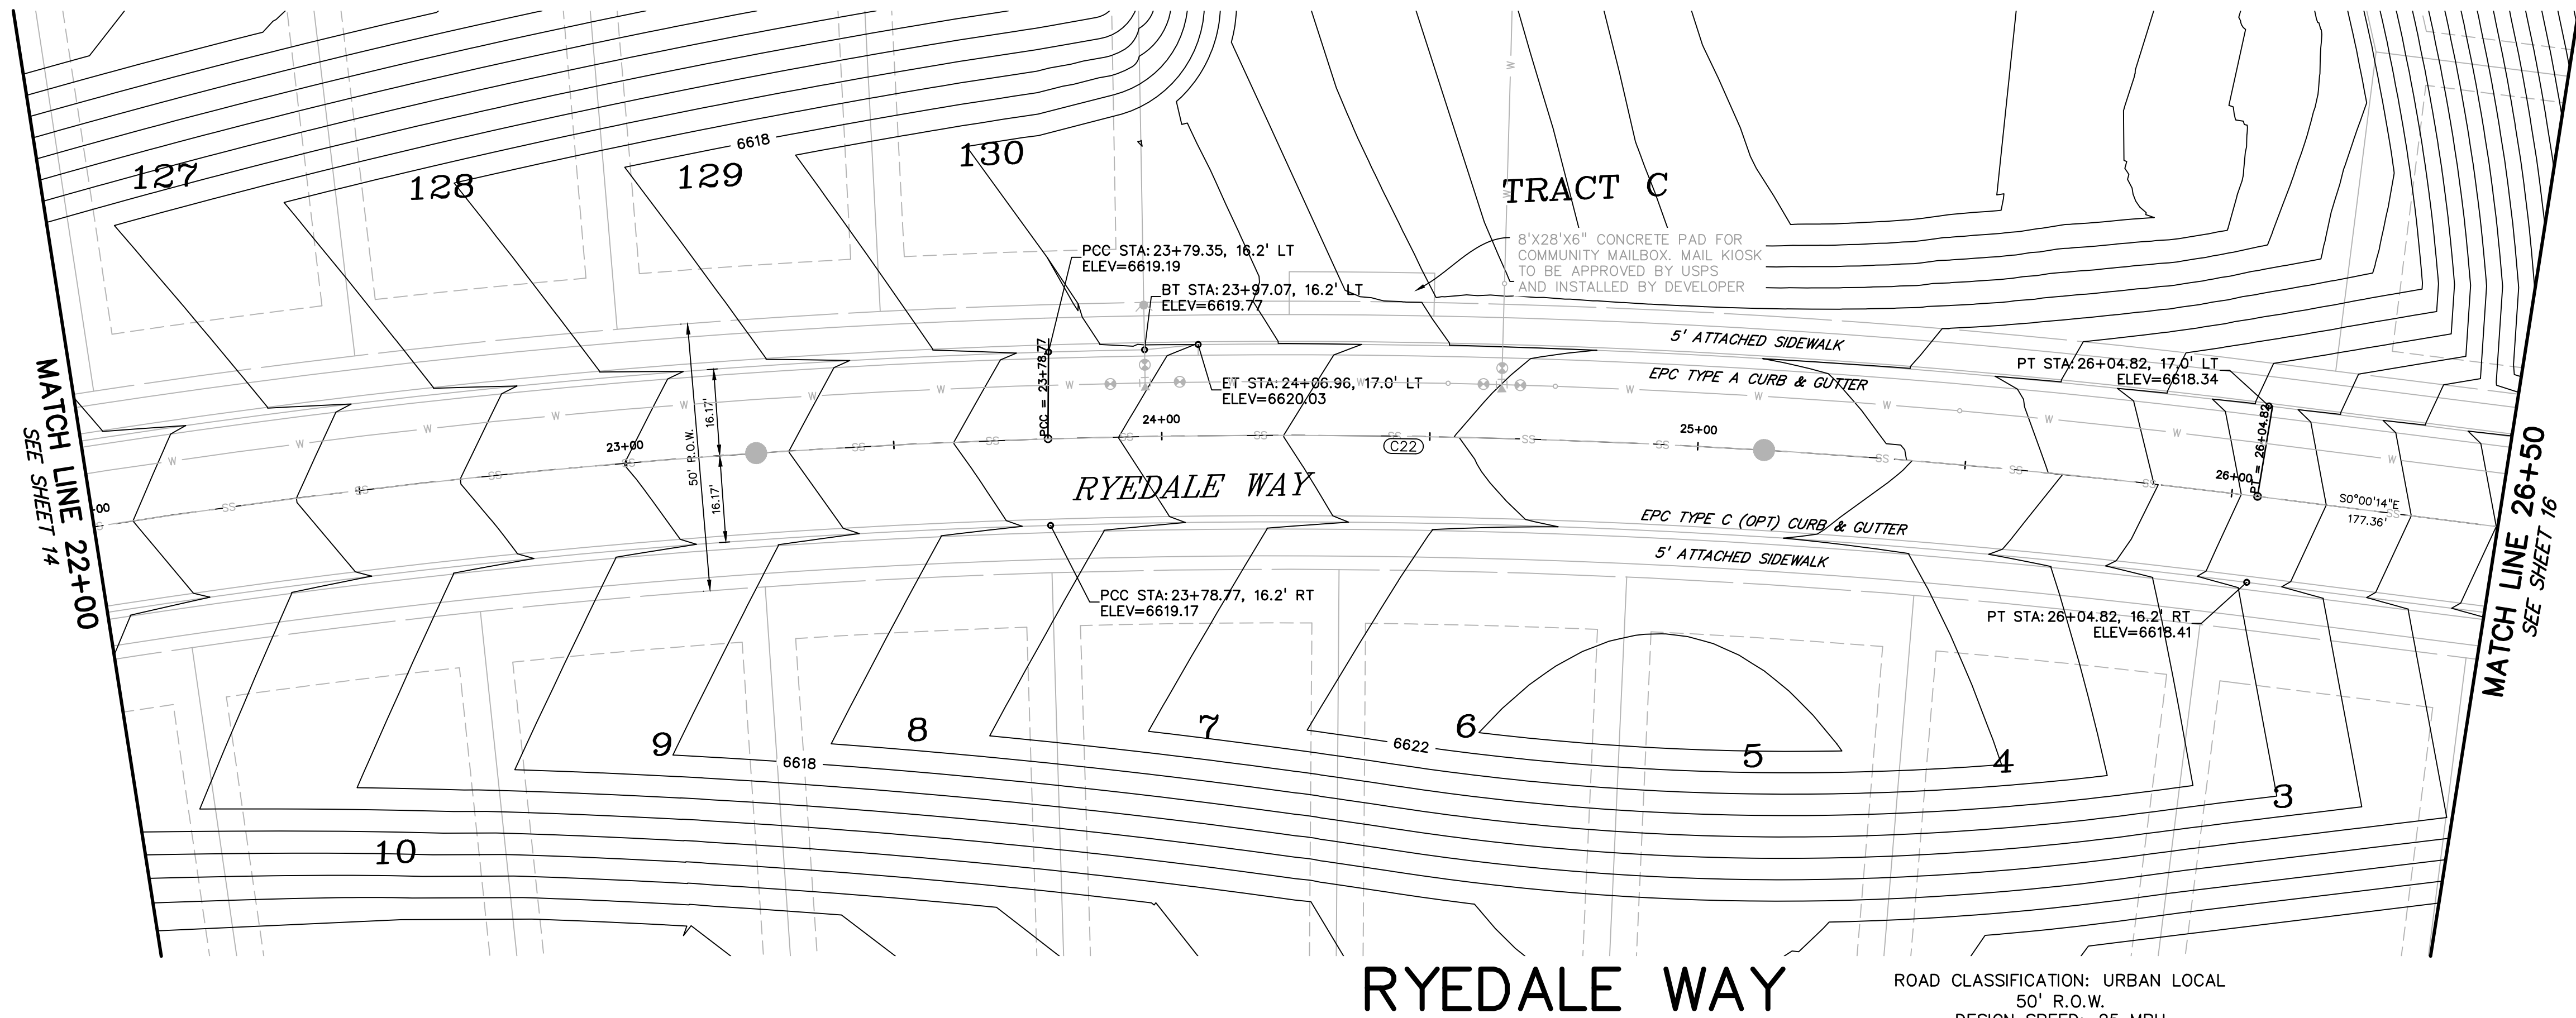 127
128
129
130
6618
TRACT C
8'X28'X6" CONCRETE PAD FOR
COMMUNITY MAILBOX. MAIL KIOSK
TO BE APPROVED BY USPS
AND INSTALLED BY DEVELOPER
PCC STA:23+79.35, 16.2' LT
ELEV=6619.19
BT STA:23+97.07, 16.2' LT
ELEV=6619.77
ET STA:24+06.96, 17.0' LT
ELEV=6620.03
PCC = 23+78.77
5' ATTACHED SIDEWALK
EPC TYPE A CURB & GUTTER
PT STA:26+04.82, 17.0' LT
ELEV=6618.34
PT = 26+04.82
MATCH LINE 22+00
SEE SHEET 14
50' R.O.W.
16.17'
16.17'
00
23+00
24+00
25+00
26+00
C22
S0°00'14"E
177.36'
RYEDALE WAY
EPC TYPE C (OPT) CURB & GUTTER
5' ATTACHED SIDEWALK
PCC STA:23+78.77, 16.2' RT
ELEV=6619.17
PT STA:26+04.82, 16.2' RT
ELEV=6618.41
MATCH LINE 26+50
SEE SHEET 16
10
9
8
7
6
5
4
3
6618
6622
RYEDALE WAY
ROAD CLASSIFICATION: URBAN LOCAL
50' R.O.W.
DESIGN SPEED: 25 MPH